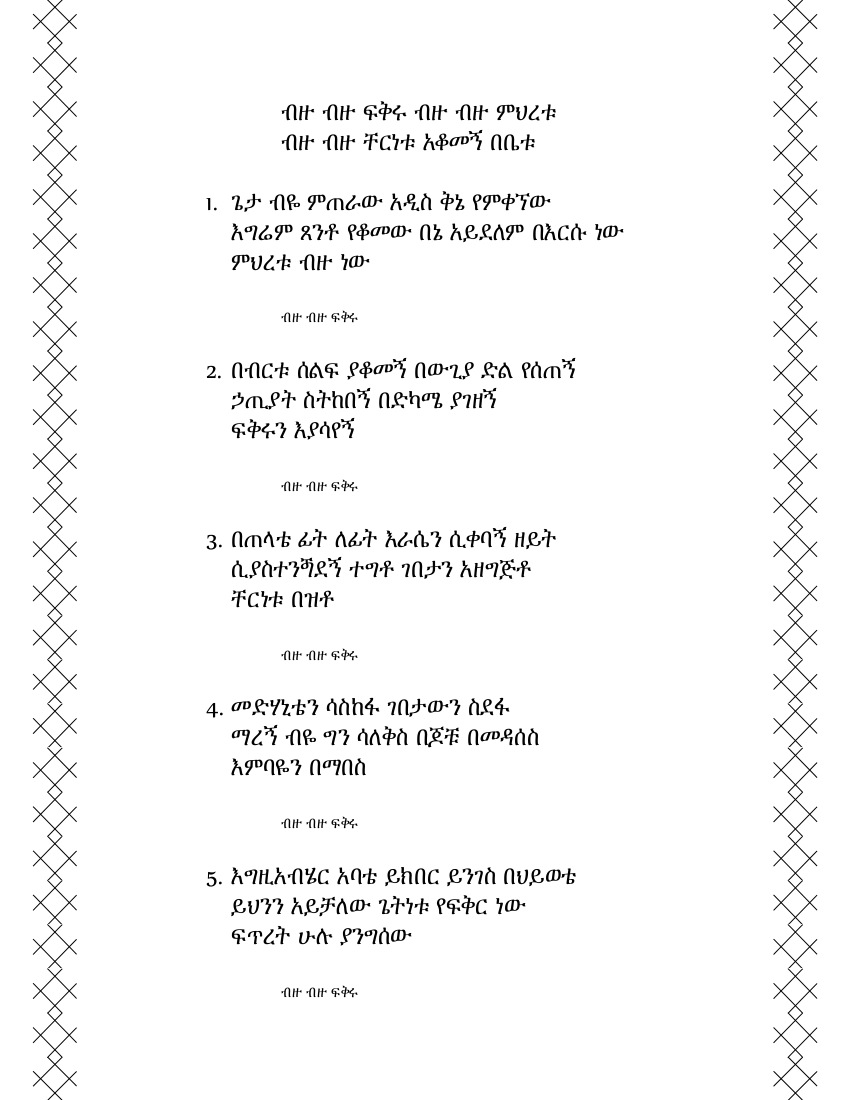 ብዙ ብዙ ፍቅሩ ብዙ ብዙ ምህረቱ
ብዙ ብዙ ቸርነቱ አቆመኝ በቤቱ
1. ጌታ ብዬ ምጠራው አዲስ ቅኔ የምቀኘው
እግሬም ጸንቶ የቆመው በኔ አይደለም በእርሱ ነው
ምህረቱ ብዙ ነው
ብዙ ብዙ ፍቅሩ
2. በብርቱ ሰልፍ ያቆመኝ በውጊያ ድል የሰጠኝ
ኃጢያት ስትከበኝ በድካሜ ያገዘኝ
ፍቅሩን እያሳየኝ
ብዙ ብዙ ፍቅሩ
3. በጠላቴ ፊት ለፊት እራሴን ሲቀባኝ ዘይት
ሲያስተንኛደኝ ተግቶ ገበታን አዘግጅቶ
ቸርነቱ በዝቶ
ብዙ ብዙ ፍቅሩ
4. መድሃኒቴን ሳስከፋ ገበታውን ስደፋ
ማረኝ ብዬ ግን ሳለቅስ በጆቹ በመዳሰስ
እምባዬን በማበስ
ብዙ ብዙ ፍቅሩ
5. እግዚአብሄር አባቴ ይክበር ይንገስ በህይወቴ
ይህንን አይቻለው ጌትነቱ የፍቅር ነው
ፍጥረት ሁሉ ያንግሰው
ብዙ ብዙ ፍቅሩ